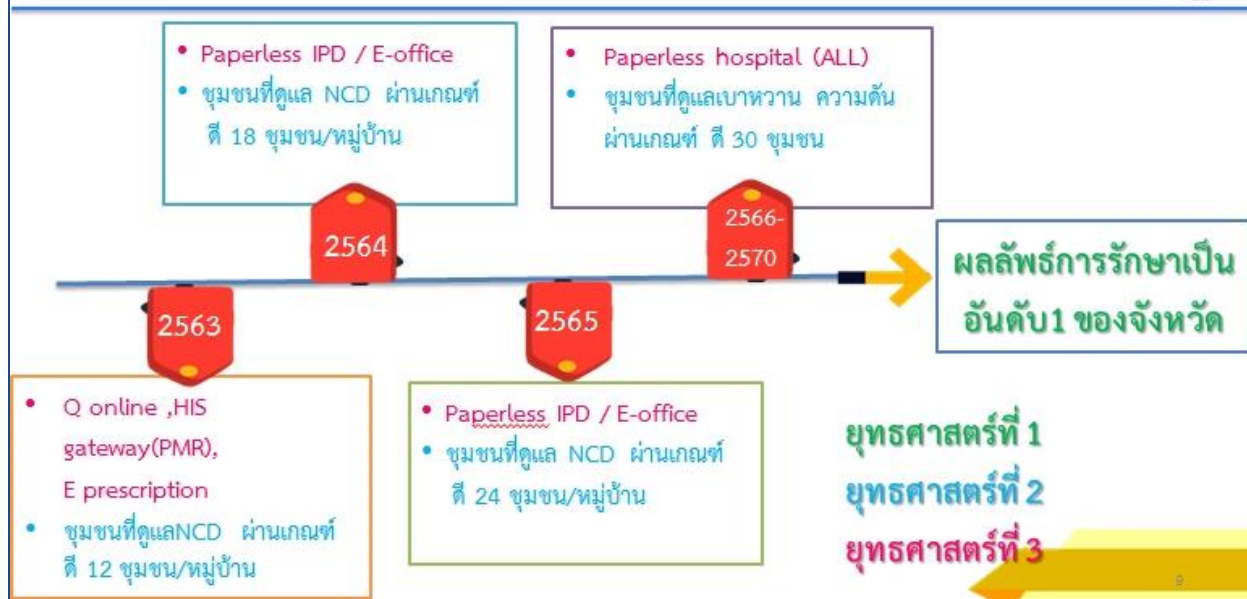 • Paperless IPD / E-office
• ชุมชนที่ดูแล NCD ผ่านเกณฑ์
ดี 18 ชุมชน/หมู่บ้าน
• Paperless hospital (ALL)
• ชุมชนที่ดูแลเบาหวาน ความดัน
ผ่านเกณฑ์ ดี 30 ชุมชน
2564
2566-
2570
2563
2565
ผลลัพธ์การรักษาเป็น
อันดับ1 ของจังหวัด
• Q online ,HIS
gateway(PMR),
E prescription
• ชุมชนที่ดูแลNCD ผ่านเกณฑ์
ดี 12 ชุมชน/หมู่บ้าน
• Paperless IPD / E-office
• ชุมชนที่ดูแล NCD ผ่านเกณฑ์
ดี 24 ชุมชน/หมู่บ้าน
ยุทธศาสตร์ที่ 1
ยุทธศาสตร์ที่ 2
ยุทธศาสตร์ที่ 3
9